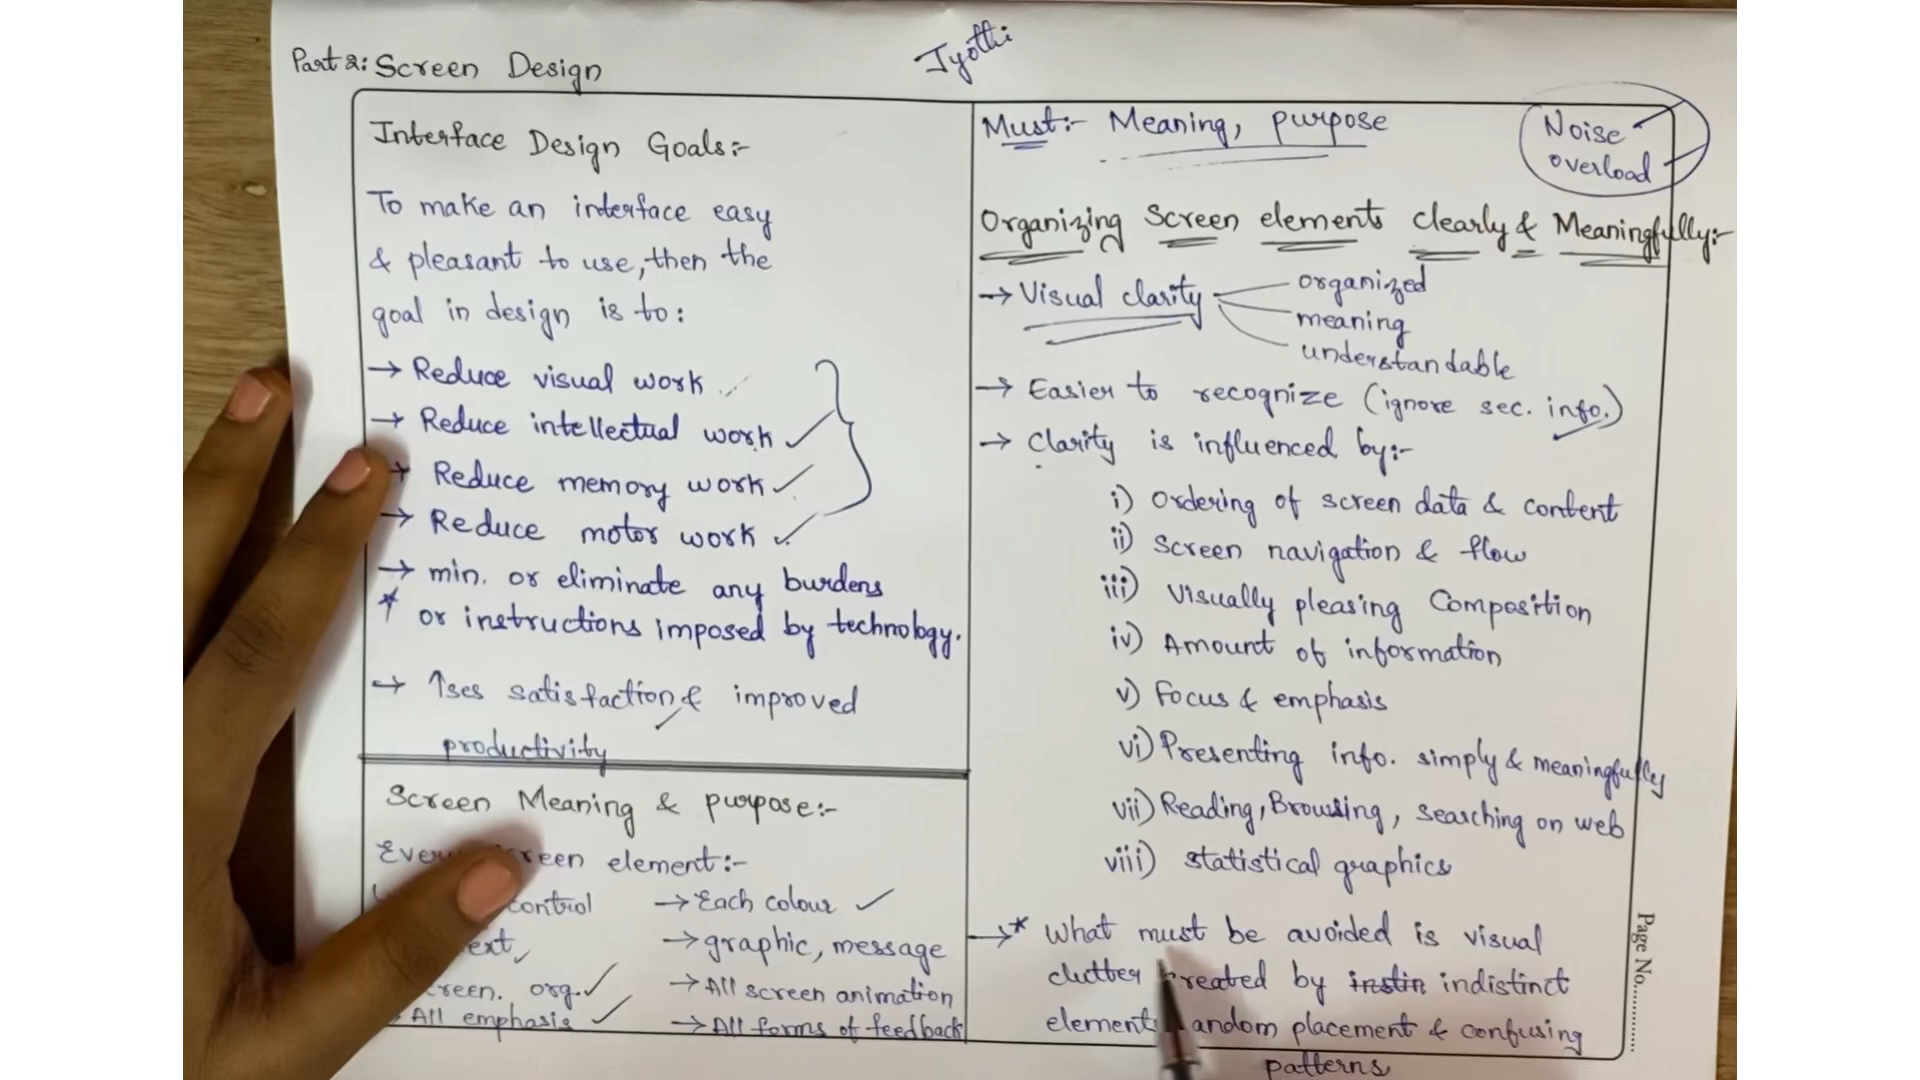 Part 2: Screen Design
Jyothi
Interface Design Goals:-
To make an interface easy
& pleasant to use, then the
goal in design is to:
→ Reduce visual work
→ Reduce intellectual work ✓
→ Reduce memory work ✓
→ Reduce motor work ✓
→ min. or eliminate any burdens
* or instructions imposed by technology.
→ ↑ses satisfaction & improved
productivity
Screen Meaning & purpose:-
screen element:-
control
✓
org. ✓
All emphasis ✓
→ Each colour ✓
→ graphic, message
→ All screen animation
→ All forms of feedback
Must:- Meaning, purpose
Noise
overload
Organizing Screen elements clearly & Meaningfully:-
→ Visual clarity
organized
meaning
understandable
→ Easier to recognize (ignore sec. info.)
→ Clarity is influenced by:-
i) Ordering of screen data & content
ii) Screen navigation & flow
iii) Visually pleasing Composition
iv) Amount of information
v) Focus & emphasis
vi) Presenting info. simply & meaningfully
vii) Reading, Browsing, searching on web
viii) statistical graphics
→ * What must be avoided is visual
clutter created by indistinct
placement & confusing
patterns
Page No..............